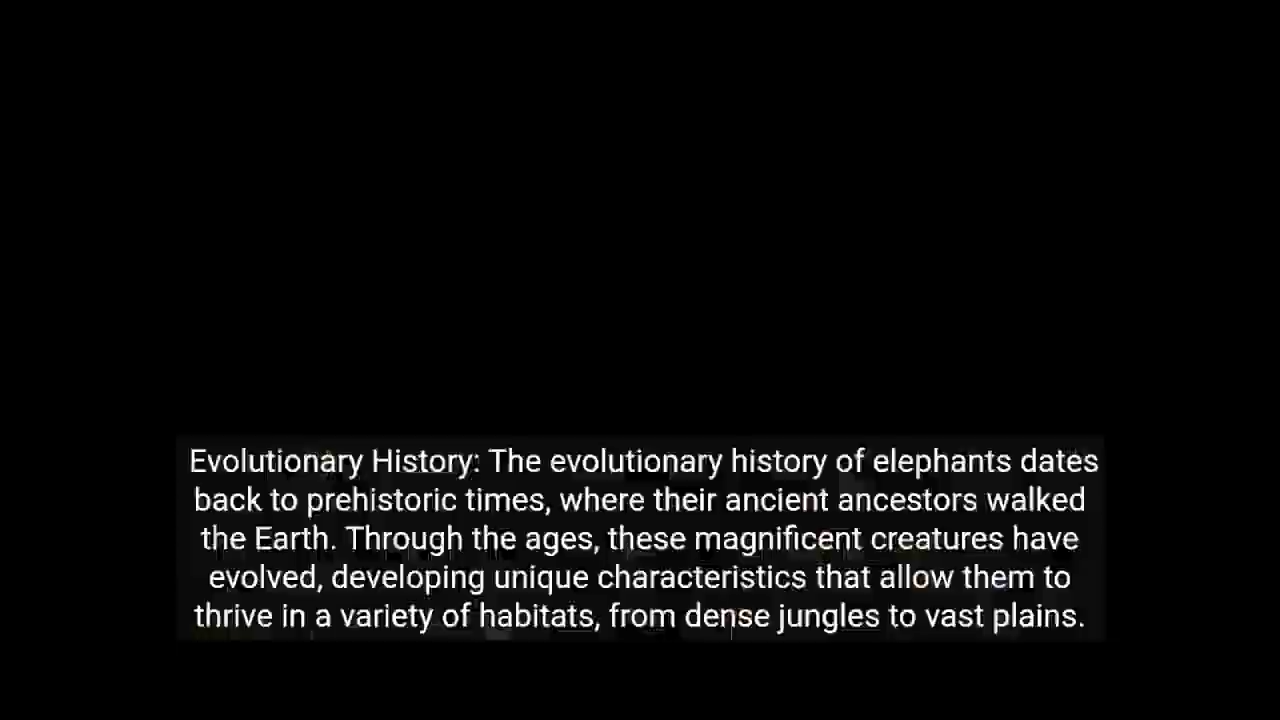 Evolutionary History: The evolutionary history of elephants dates
back to prehistoric times, where their ancient ancestors walked
the Earth. Through the ages, these magnificent creatures have
evolved, developing unique characteristics that allow them to
thrive in a variety of habitats, from dense jungles to vast plains.